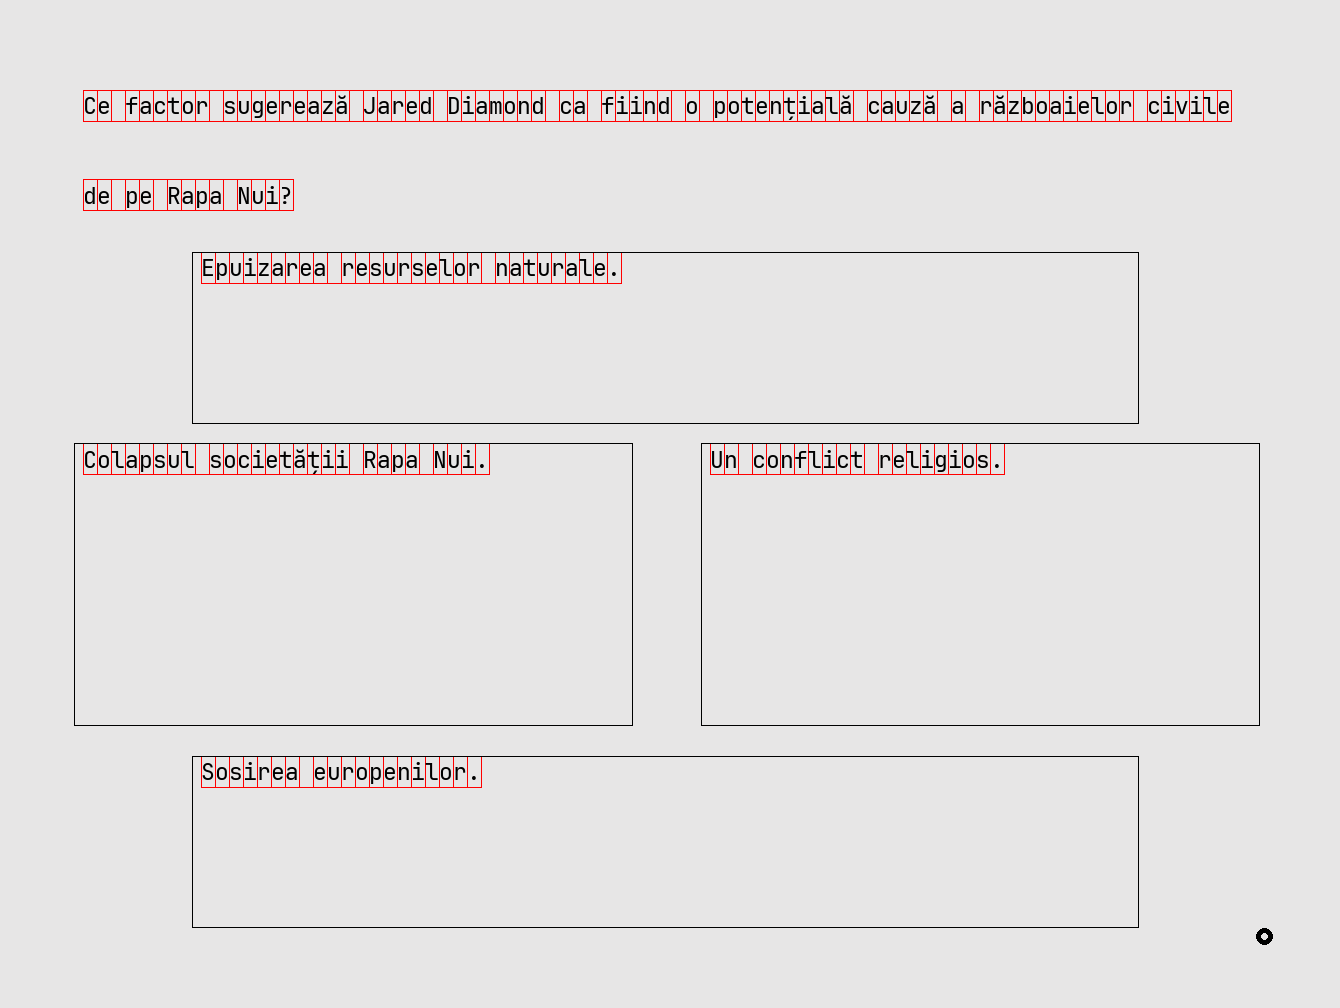 Ce factor sugerează Jared Diamond ca fiind o potențială cauză a războaielor civile
de pe Rapa Nui?
Epuizarea resurselor naturale.
Colapsul societății Rapa Nui.
Un conflict religios.
Sosirea europenilor.